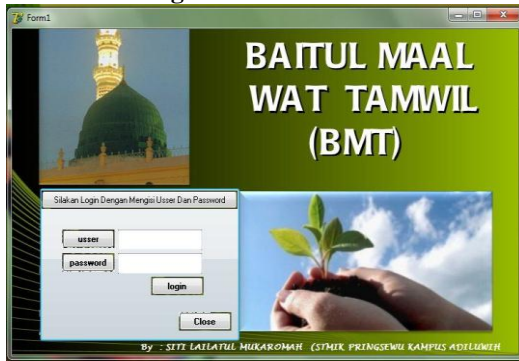 Form1
BAITUL MAAL
WAT TAMWIL
(BMT)
Silakan Login Dengan Mengisi Usser Dan Password
usser
password
login
Close
By : SITI LAILATUL MUKAROMAH (STMIK PRINGSEWU KAMPUS ADILUWIH